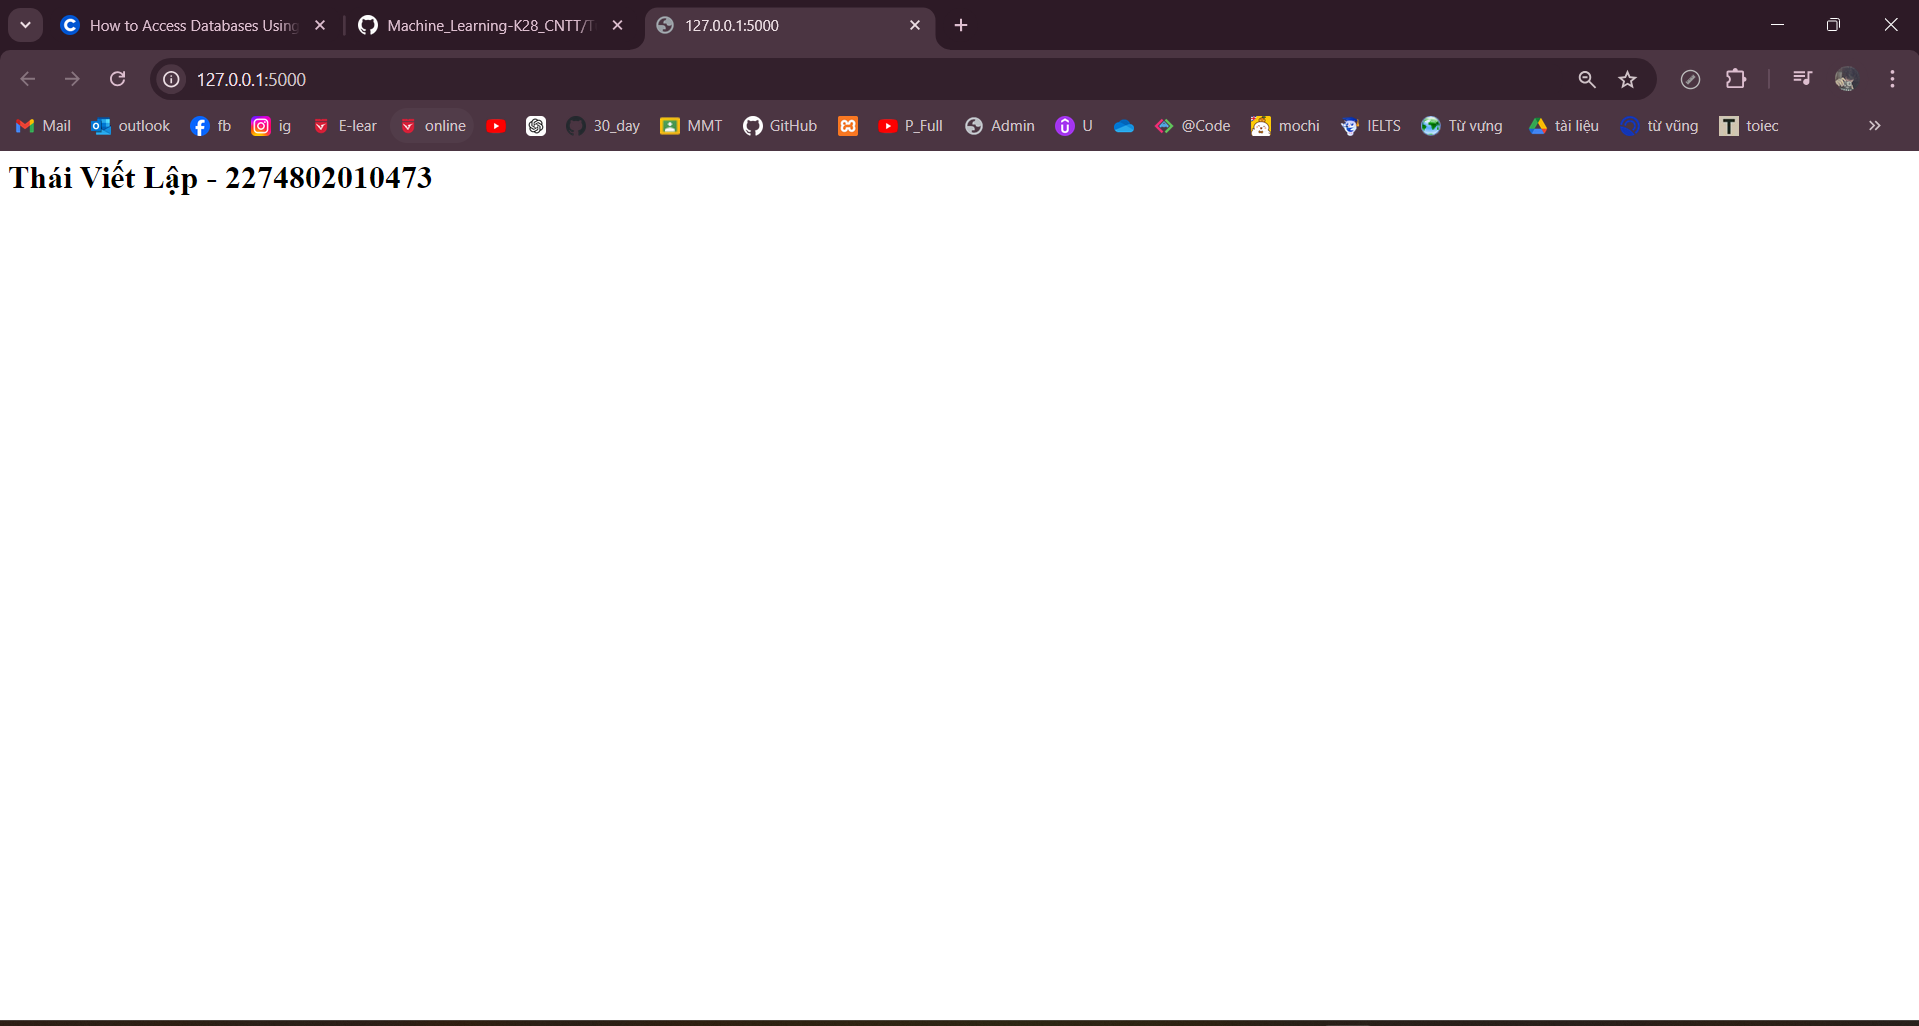 How to Access Databases Using
Machine_Learning-K28_CNTT/T
127.0.0.1:5000
127.0.0.1:5000
Mail outlook fb ig E-lear online 30_day MMT GitHub P_Full Admin U @Code mochi IELTS Từ vựng tài liệu từ vũng toiec
Thái Viết Lập - 2274802010473